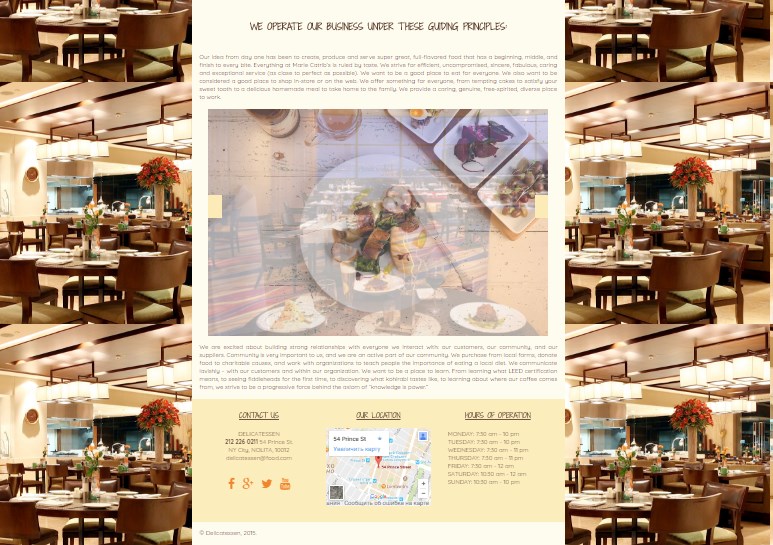 WE OPERATE OUR BUSINESS UNDER THESE GUIDING PRINCIPLES:
Our idea from day one has been to create, produce and serve super great, full-flavored food that has a beginning, middle, and
finish to every bite. Everything at Marie Catrib's is ruled by taste. We strive for efficient, uncompromised, sincere, fabulous, caring
and exceptional service (as close to perfect as possible). We want to be a good place to eat for everyone. We also want to be
considered a good place to shop in-store or on the web. We offer something for everyone, from tempting cakes to satisfy your
sweet tooth to a delicious homemade meal to take home to the family. We provide a caring, genuine, free-spirited, diverse place
to work.
We are excited about building strong relationships with everyone we interact with: our customers, our community, and our
suppliers. Community is very important to us, and we are an active part of our community. We purchase from local farms, donate
food to charitable causes, and work with organizations to teach people the importance of eating a local diet. We communicate
lavishly - with our customers and within our organization. We want to be a place to learn. From learning what LEED certification
means, to seeing fiddleheads for the first time, to discovering what kohlrabi tastes like, to learning about where our coffee comes
from, we strive to be a progressive force behind the axiom of "knowledge is power".
CONTACT US
DELICATESSEN
212 226 0211 54 Prince St.
NY City, NOLITA, 10012
delicatessen@food.com
OUR LOCATION
54 Prince St
Увеличить карту
54 Prince Street
Google
Сообщить об ошибке на карте
HOURS OF OPERATION
MONDAY: 7:30 am - 10 pm
TUESDAY: 7:30 am - 10 pm
WEDNESDAY: 7:30 am - 11 pm
THURSDAY: 7:30 am - 11 pm
FRIDAY: 7:30 am - 12 am
SATURDAY: 10:30 am - 12 am
SUNDAY: 10:30 am - 10 pm
© Delicatessen, 2015